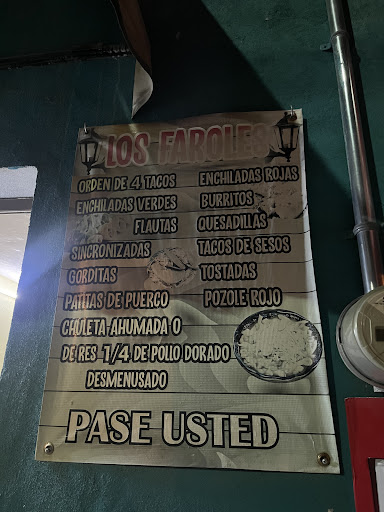 LOS FAROLES
ORDEN DE 4 TACOS
ENCHILADAS ROJAS
ENCHILADAS VERDES
BURRITOS
FLAUTAS
QUESADILLAS
SINCRONIZADAS
TACOS DE SESOS
GORDITAS
TOSTADAS
PATITAS DE PUERCO
POZOLE ROJO
CHULETA AHUMADA O
DE RES 1/4 DE POLLO DORADO
DESMENUSADO
PASE USTED